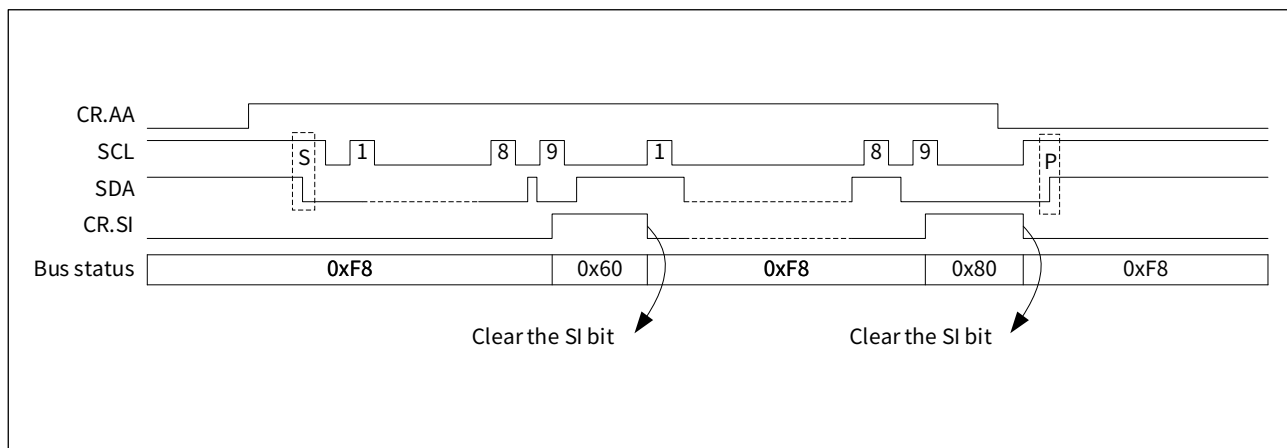 CR.AA
SCL S 1 8 9 1 8 9 P
SDA
CR.SI
Bus status 0xF8 0x60 0xF8 0x80 0xF8
Clear the SI bit Clear the SI bit